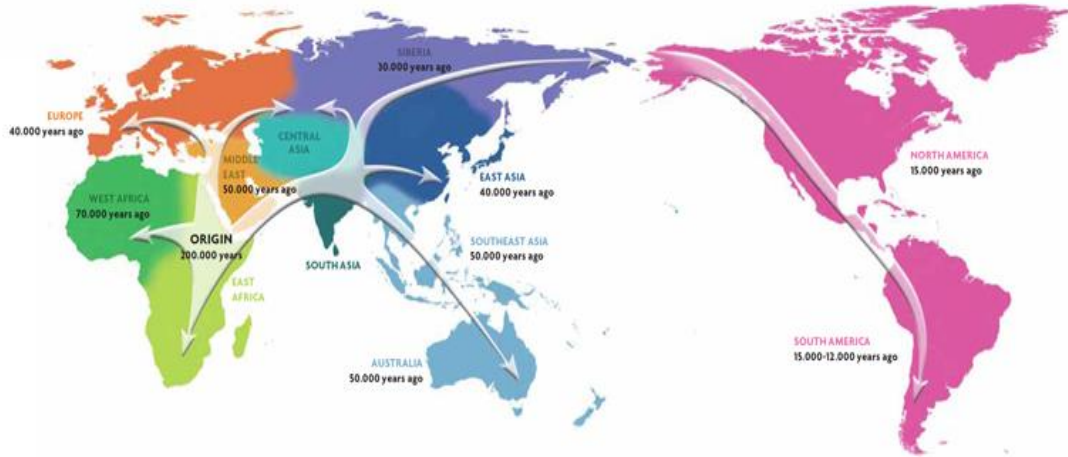 SIBERIA
30.000 years ago
EUROPE
40.000 years ago
CENTRAL
ASIA
MIDDLE
EAST
50.000 years ago
EAST ASIA
40.000 years ago
NORTH AMERICA
15.000 years ago
WEST AFRICA
70.000 years ago
ORIGIN
200.000 years
SOUTHEAST ASIA
50.000 years ago
SOUTH ASIA
EAST
AFRICA
AUSTRALIA
50.000 years ago
SOUTH AMERICA
15.000-12.000 years ago